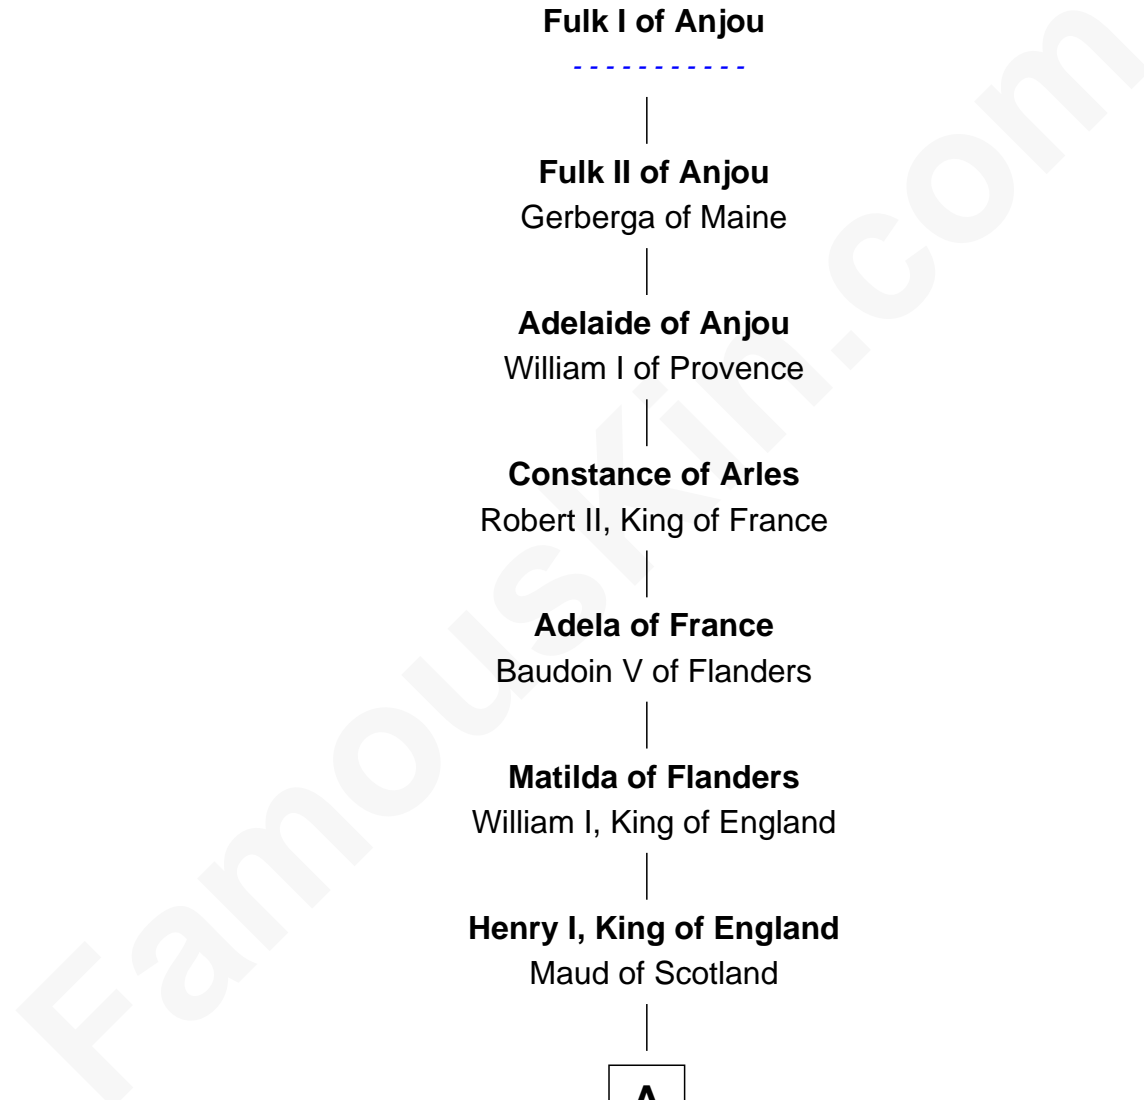 Fulk I of Anjou
- - - - - - - - - - -
Fulk II of Anjou
Gerberga of Maine
Adelaide of Anjou
William I of Provence
Constance of Arles
Robert II, King of France
Adela of France
Baudoin V of Flanders
Matilda of Flanders
William I, King of England
Henry I, King of England
Maud of Scotland
A
FamousKin.com